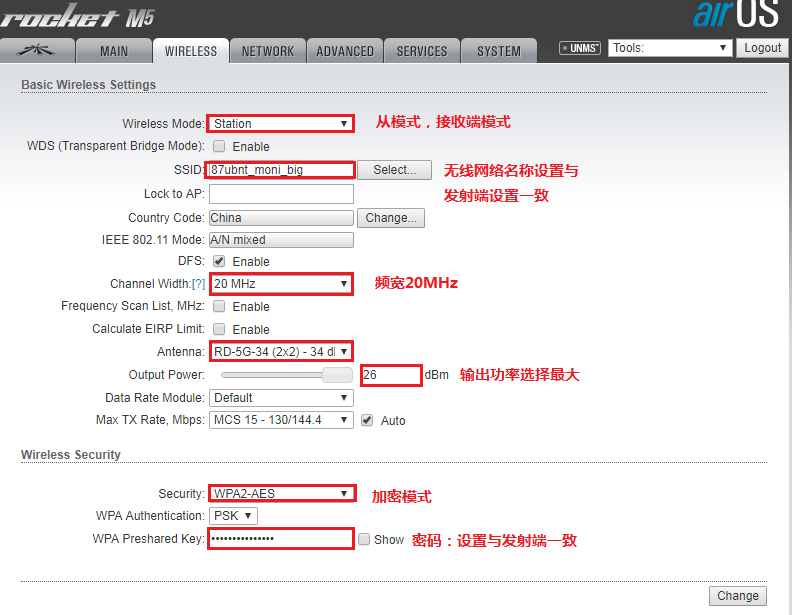 rocket M5
airOS
MAIN WIRELESS NETWORK ADVANCED SERVICES SYSTEM UNMS Tools: Logout
Basic Wireless Settings
Wireless Mode: Station 从模式，接收端模式
WDS (Transparent Bridge Mode): Enable
SSID: 87ubnt_moni_big Select... 无线网络名称设置与
Lock to AP: 发射端设置一致
Country Code: China Change...
IEEE 802.11 Mode: A/N mixed
DFS: Enable
Channel Width:[?] 20 MHz 频宽20MHz
Frequency Scan List, MHz: Enable
Calculate EIRP Limit: Enable
Antenna: RD-5G-34 (2x2) - 34 d
Output Power: 26 dBm 输出功率选择最大
Data Rate Module: Default
Max TX Rate, Mbps: MCS 15 - 130/144.4 Auto
Wireless Security
Security: WPA2-AES 加密模式
WPA Authentication: PSK
WPA Preshared Key: ••••••••••••••• Show 密码：设置与发射端一致
Change